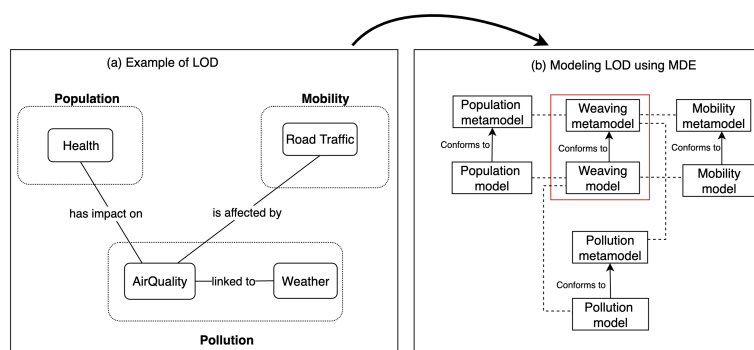 (a) Example of LOD
Population
Mobility
Health
Road Traffic
has impact on
is affected by
AirQuality
linked to
Weather
Pollution
(b) Modeling LOD using MDE
Population
metamodel
Weaving
metamodel
Mobility
metamodel
Conforms to
Conforms to
Conforms to
Population
model
Weaving
model
Mobility
model
Pollution
metamodel
Conforms to
Pollution
model